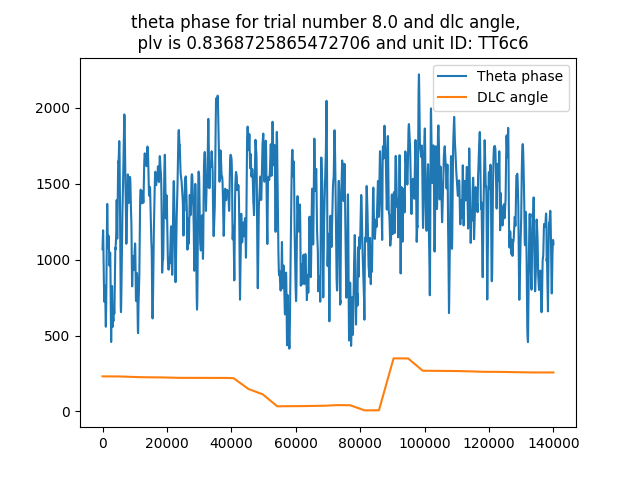 theta phase for trial number 8.0 and dlc angle,
plv is 0.8368725865472706 and unit ID: TT6c6
Theta phase
DLC angle
2000
1500
1000
500
0
0 20000 40000 60000 80000 100000 120000 140000